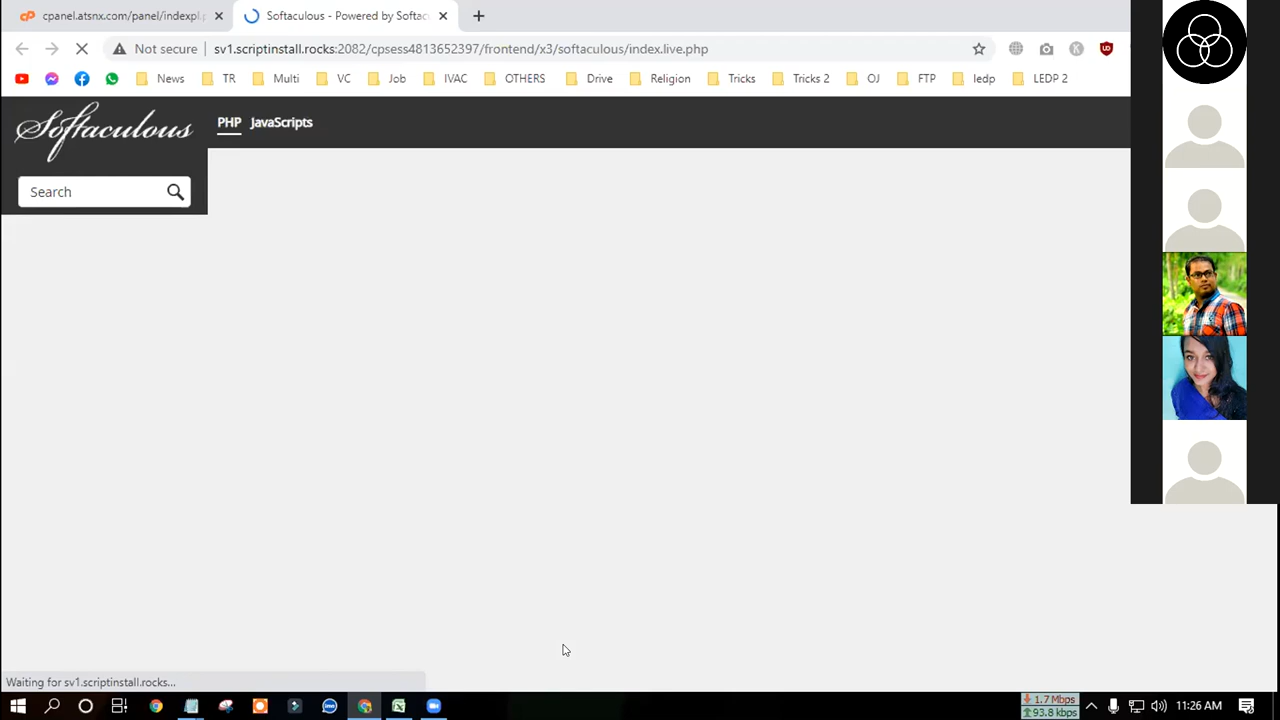 cpanel.atsnx.com/panel/indexpl.p
Softaculous - Powered by Softac
Not secure
sv1.scriptinstall.rocks:2082/cpsess4813652397/frontend/x3/softaculous/index.live.php
News
TR
Multi
VC
Job
IVAC
OTHERS
Drive
Religion
Tricks
Tricks 2
OJ
FTP
ledp
LEDP 2
Softaculous
PHP
JavaScripts
Search
Waiting for sv1.scriptinstall.rocks...
1.7 Mbps
93.8 kbps
11:26 AM